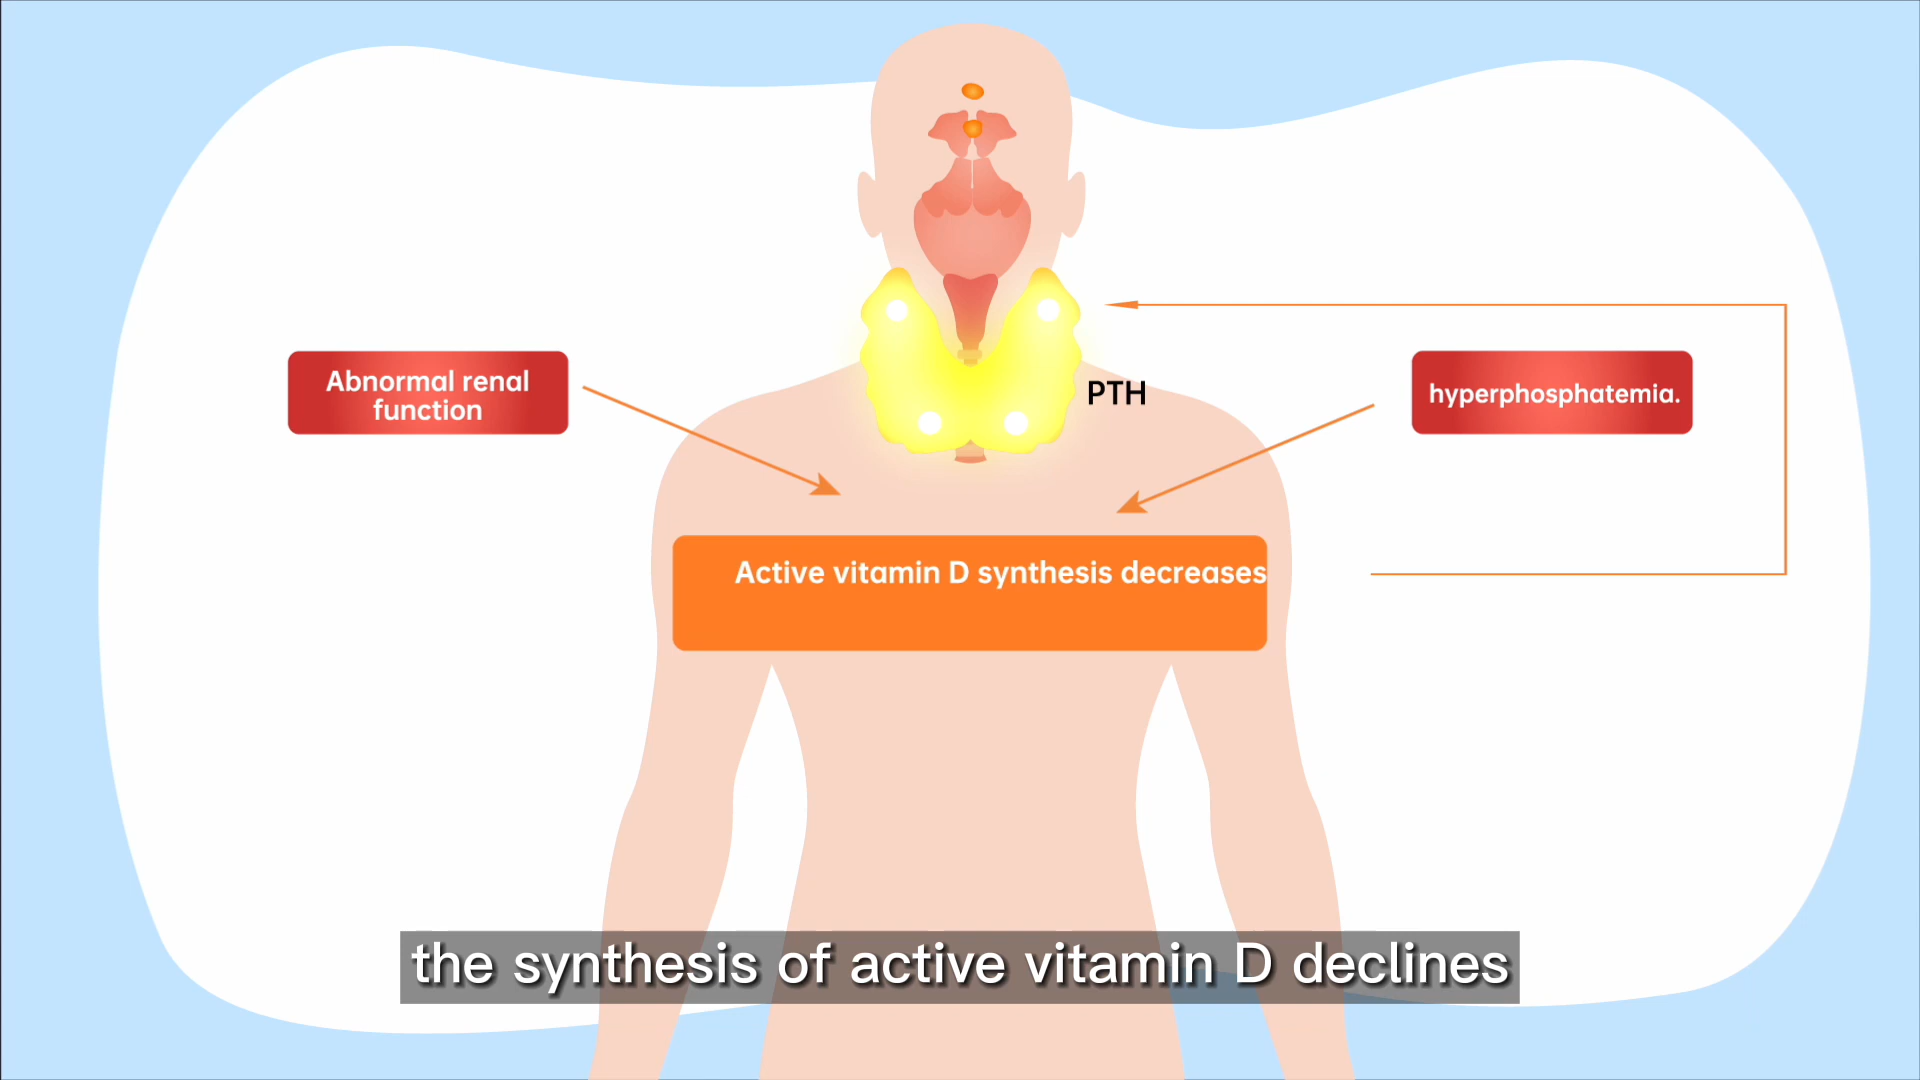 Abnormal renal
function
PTH
hyperphosphatemia.
Active vitamin D synthesis decreases
the synthesis of active vitamin D declines